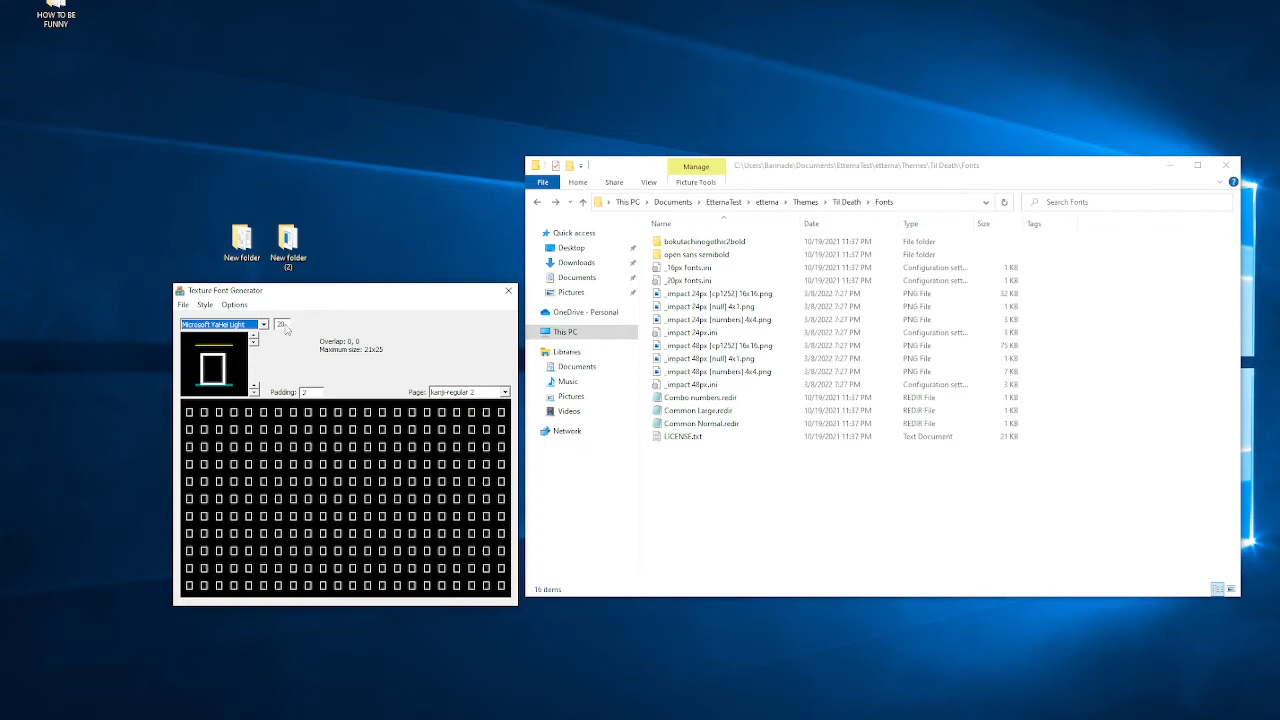 HOW TO BE
FUNNY
New folder
New folder
(2)
Texture Font Generator
File Style Options
Microsoft YaHei Light 20
Overlap: 0, 0
Maximum size: 21x25
Padding: 2 Page: kanji-regular 2
Manage C:\Users\Barinade\Documents\EtternaTest\etterna\Themes\Til Death\Fonts
File Home Share View Picture Tools
This PC Documents EtternaTest etterna Themes Til Death Fonts Search Fonts
Name Date Type Size Tags
Quick access
Desktop
Downloads
Documents
Pictures
OneDrive - Personal
This PC
Libraries
Documents
Pictures
Music
Videos
Network
bokutachinogothic2bold 10/19/2021 11:37 PM File folder
open sans semibold 10/19/2021 11:37 PM File folder
_16px fonts.ini 10/19/2021 11:37 PM Configuration sett... 1 KB
_20px fonts.ini 10/19/2021 11:37 PM Configuration sett... 1 KB
_impact 24px [cp1252] 16x16.png 3/8/2022 7:27 PM PNG File 32 KB
_impact 24px [null] 4x1.png 3/8/2022 7:27 PM PNG File 1 KB
_impact 24px [numbers] 4x4.png 3/8/2022 7:27 PM PNG File 3 KB
_impact 24px.ini 3/8/2022 7:27 PM Configuration sett... 3 KB
_impact 48px [cp1252] 16x16.png 3/8/2022 7:27 PM PNG File 75 KB
_impact 48px [null] 4x1.png 3/8/2022 7:27 PM PNG File 1 KB
_impact 48px [numbers] 4x4.png 3/8/2022 7:27 PM PNG File 7 KB
_impact 48px.ini 3/8/2022 7:27 PM Configuration sett... 3 KB
Combo numbers.redir 10/19/2021 11:37 PM REDIR File 1 KB
Common Large.redir 10/19/2021 11:37 PM REDIR File 1 KB
Common Normal.redir 10/19/2021 11:37 PM REDIR File 1 KB
LICENSE.txt 10/19/2021 11:37 PM Text Document 21 KB
16 items